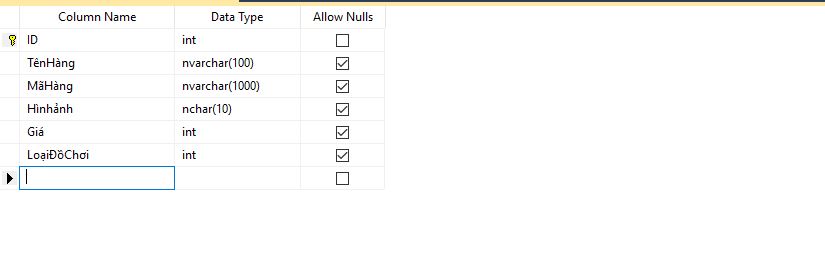 Column Name Data Type Allow Nulls
ID int
TênHàng nvarchar(100)
MãHàng nvarchar(1000)
Hìnhảnh nchar(10)
Giá int
LoạiĐồChơi int